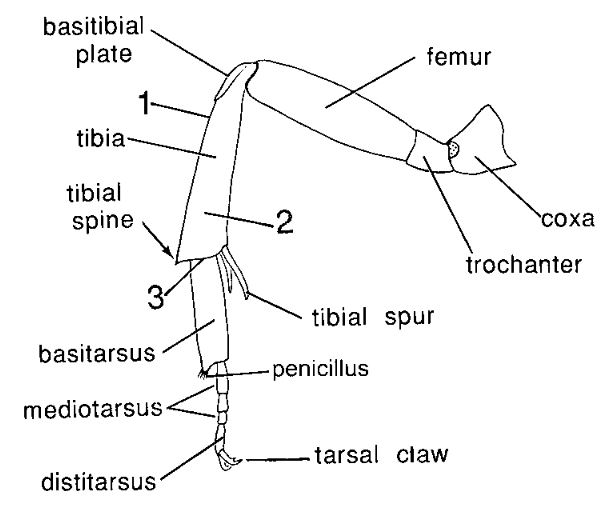 basitibial
plate
femur
1
tibia
tibial
spine
2
coxa
trochanter
3
tibial spur
basitarsus
penicillus
mediotarsus
tarsal claw
distitarsus